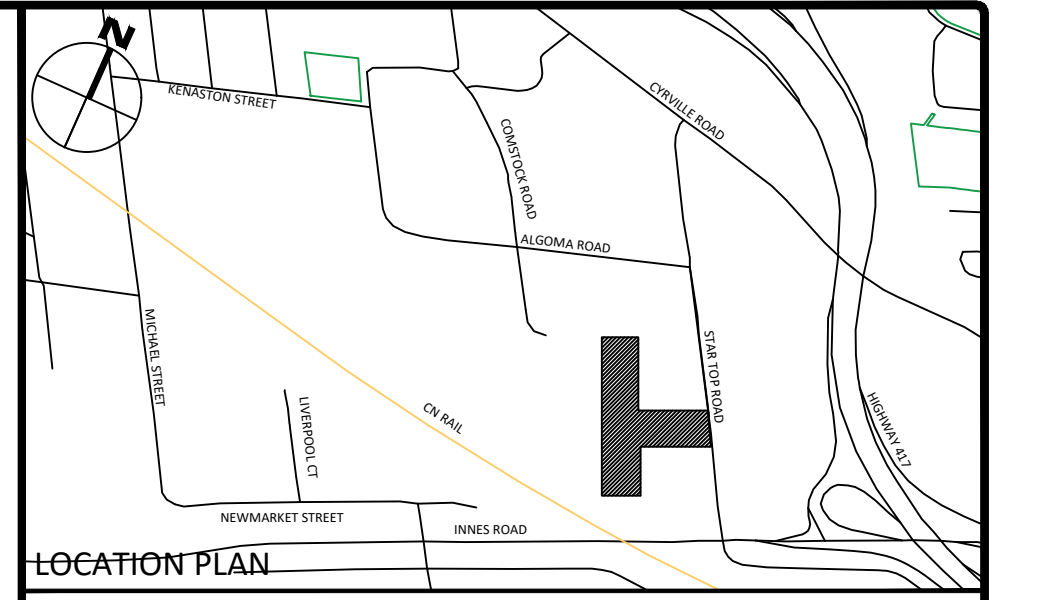 N
KENASTON STREET
CYRVILLE ROAD
COMSTOCK ROAD
ALGOMA ROAD
MICHAEL STREET
STAR TOP ROAD
LIVERPOOL CT
CN RAIL
HIGHWAY 417
NEWMARKET STREET
INNES ROAD
LOCATION PLAN